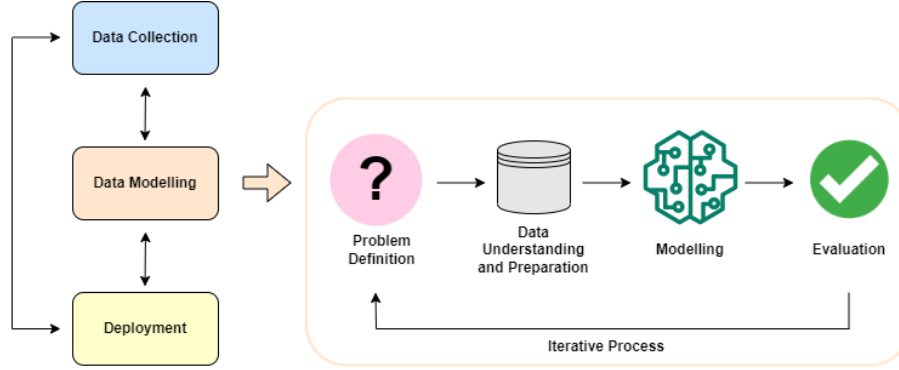 Data Collection
Data Modelling
Deployment
?
Problem
Definition
Data
Understanding
and Preparation
Modelling
Evaluation
Iterative Process